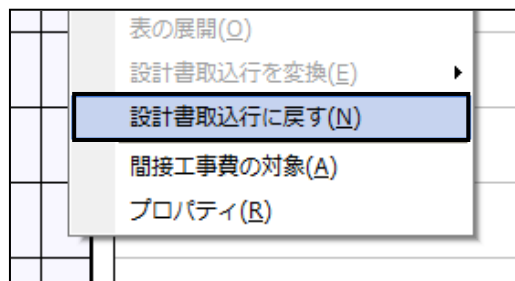 表の展開(O)
設計書取込行を変換(E)
設計書取込行に戻す(N)
間接工事費の対象(A)
プロパティ(R)